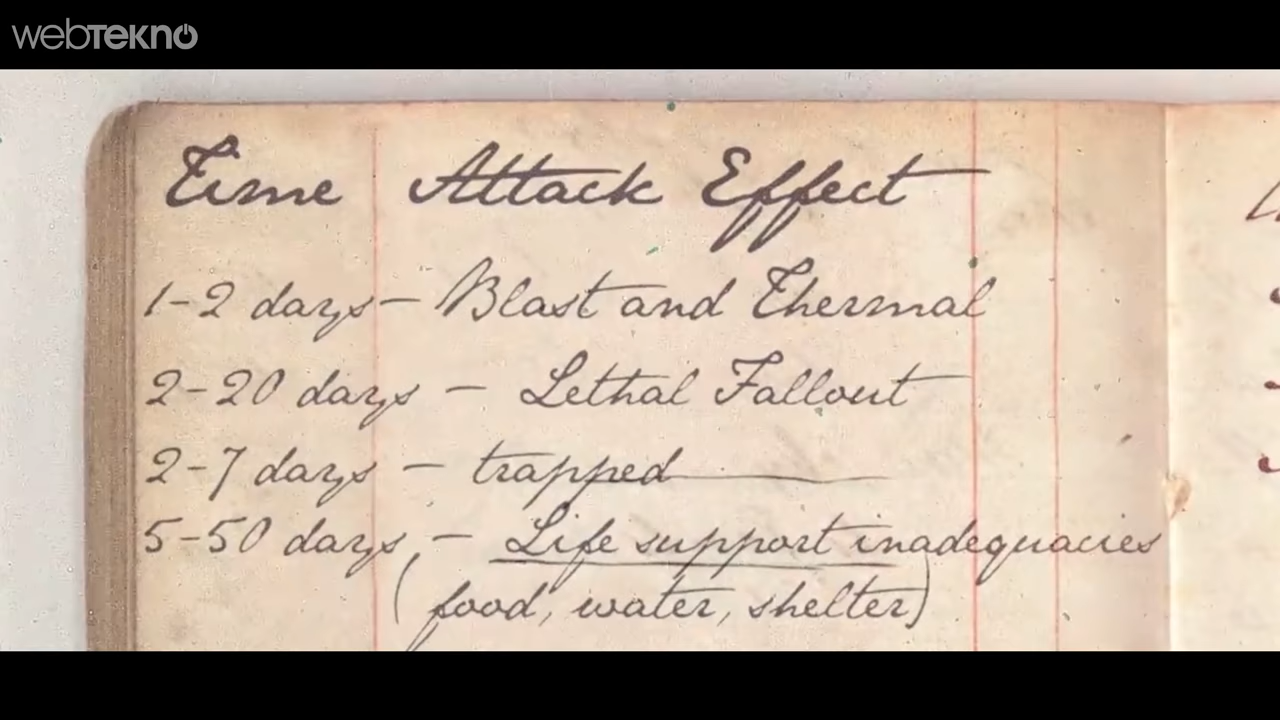 webtekno
Time Attack Effect
1-2 days - Blast and Thermal
2-20 days - Lethal Fallout
2-7 days - trapped
5-50 days - Life support inadequacies
(food, water, shelter)